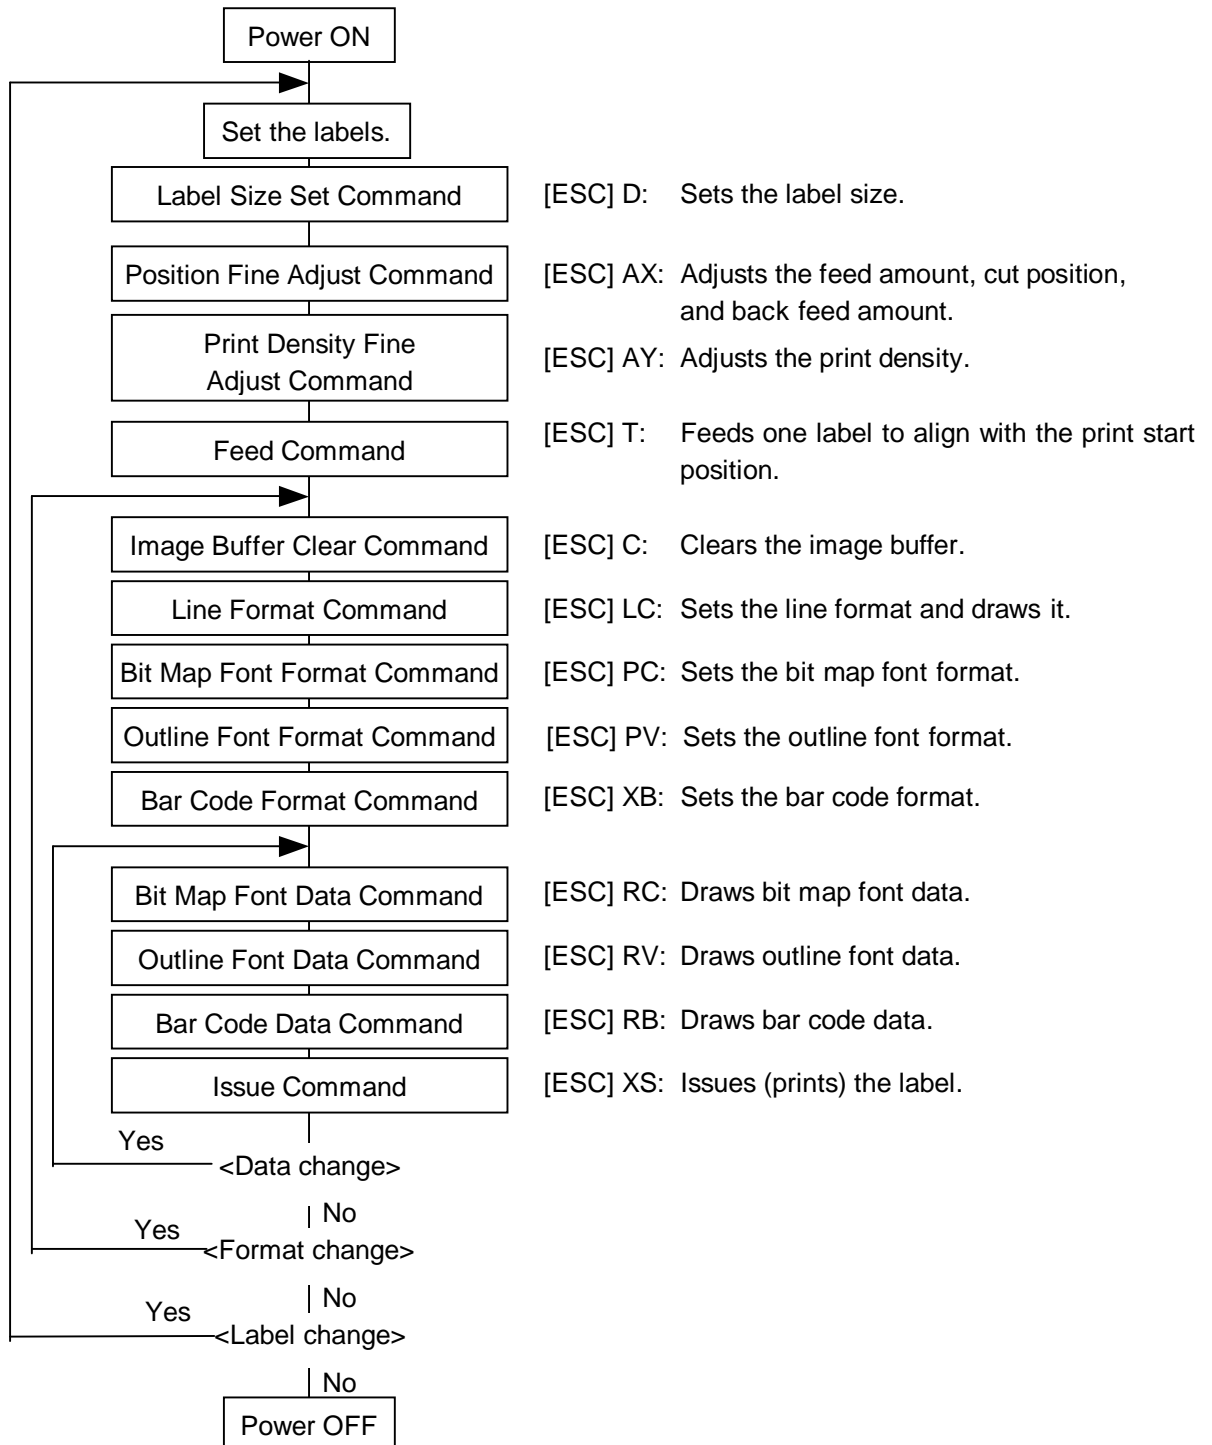 Power ON
Set the labels.
Label Size Set Command [ESC] D: Sets the label size.
Position Fine Adjust Command [ESC] AX: Adjusts the feed amount, cut position,
and back feed amount.
Print Density Fine
Adjust Command
[ESC] AY: Adjusts the print density.
Feed Command [ESC] T: Feeds one label to align with the print start
position.
Image Buffer Clear Command [ESC] C: Clears the image buffer.
Line Format Command [ESC] LC: Sets the line format and draws it.
Bit Map Font Format Command [ESC] PC: Sets the bit map font format.
Outline Font Format Command [ESC] PV: Sets the outline font format.
Bar Code Format Command [ESC] XB: Sets the bar code format.
Bit Map Font Data Command [ESC] RC: Draws bit map font data.
Outline Font Data Command [ESC] RV: Draws outline font data.
Bar Code Data Command [ESC] RB: Draws bar code data.
Issue Command [ESC] XS: Issues (prints) the label.
Yes
<Data change>
No
Yes
<Format change>
No
Yes
<Label change>
No
Power OFF